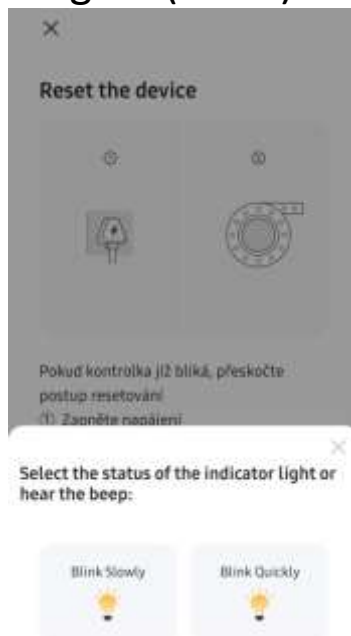 Reset the device
①
②
Pokud kontrolka již bliká, přeskočte
postup resetování
① Zapněte napájení
Select the status of the indicator light or
hear the beep:
Blink Slowly
Blink Quickly